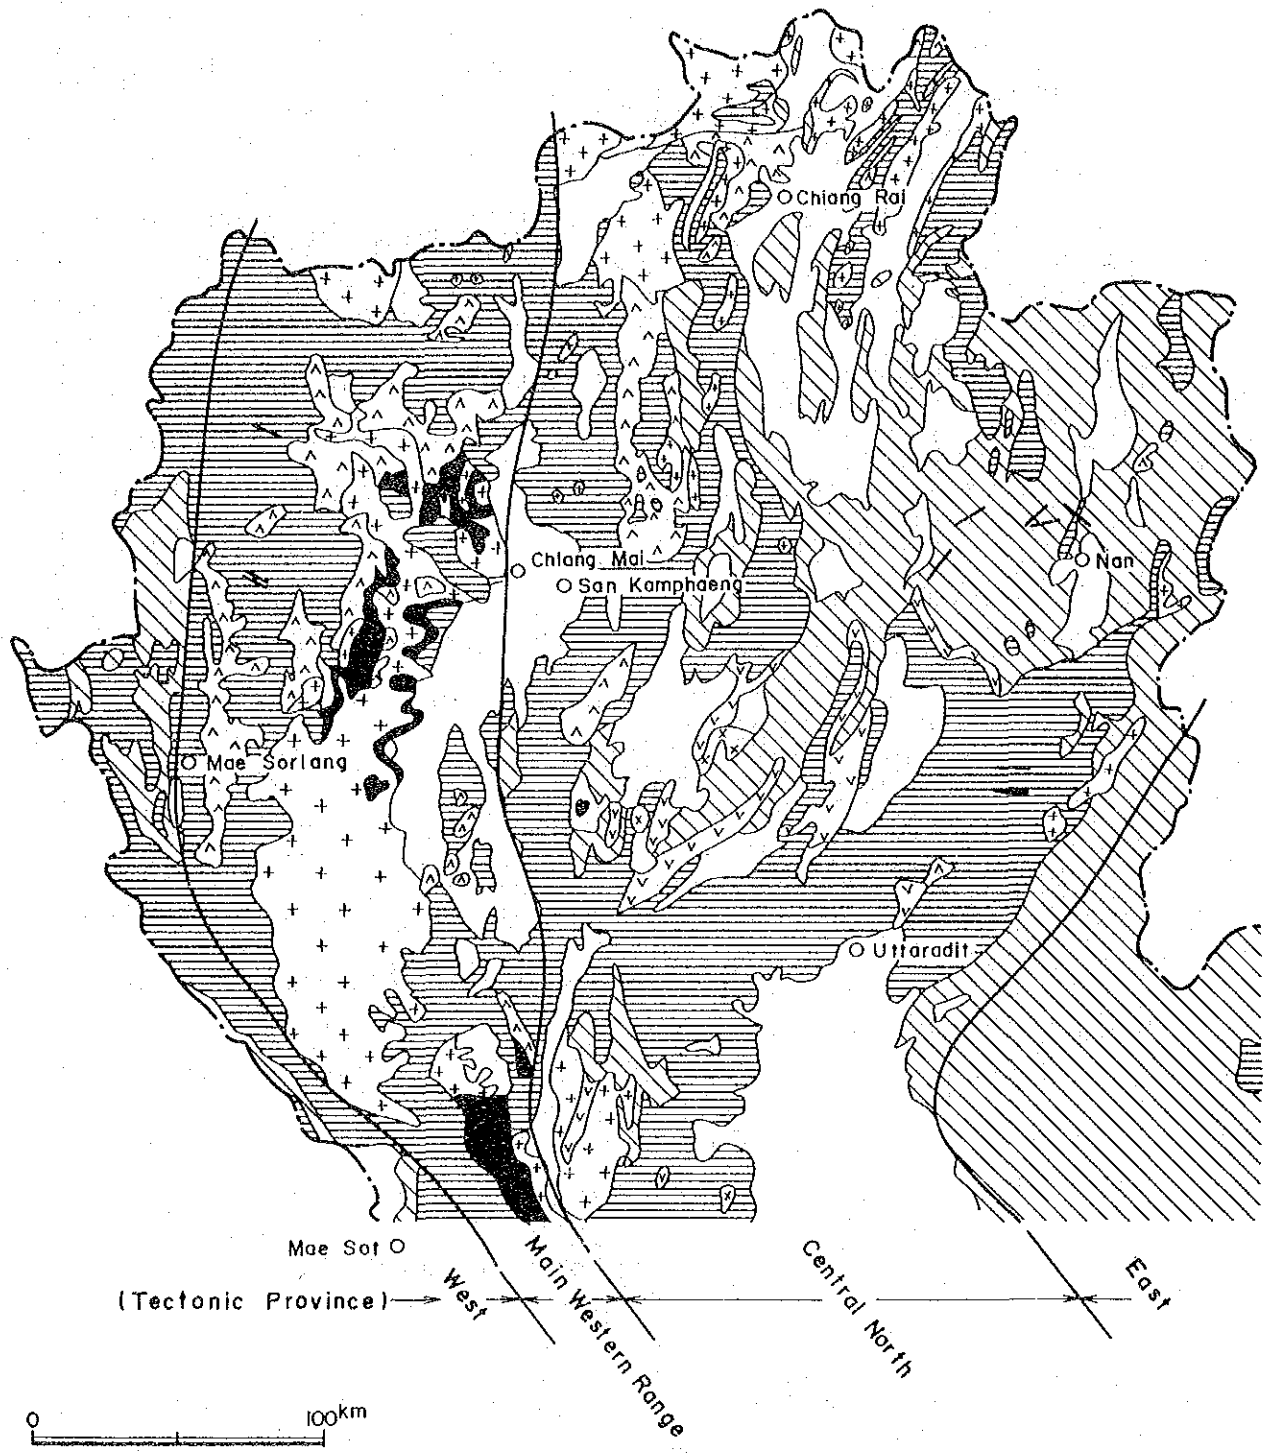 Chiang Rai
Chiang Mai
San Kamphaeng
Nan
Mae Sorlang
Uttaradit
Mae Sot
(Tectonic Province)
West
Main Western Range
Central North
East
0 100km